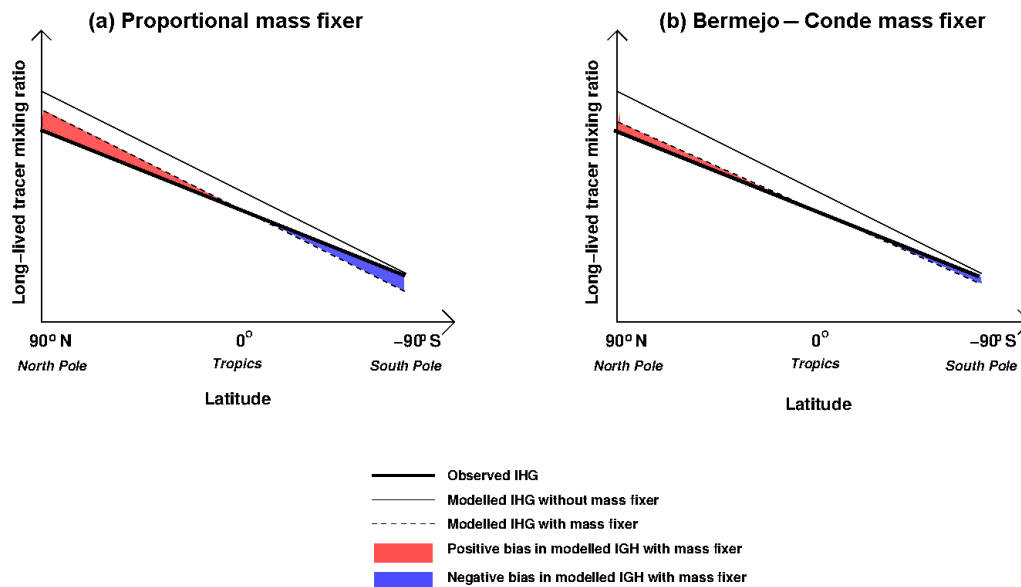 (a) Proportional mass fixer
Long-lived tracer mixing ratio
90° N
0°
-90° S
North Pole
Tropics
South Pole
Latitude
(b) Bermejo – Conde mass fixer
Long-lived tracer mixing ratio
90° N
0°
-90° S
North Pole
Tropics
South Pole
Latitude
Observed IHG
Modelled IHG without mass fixer
Modelled IHG with mass fixer
Positive bias in modelled IGH with mass fixer
Negative bias in modelled IGH with mass fixer